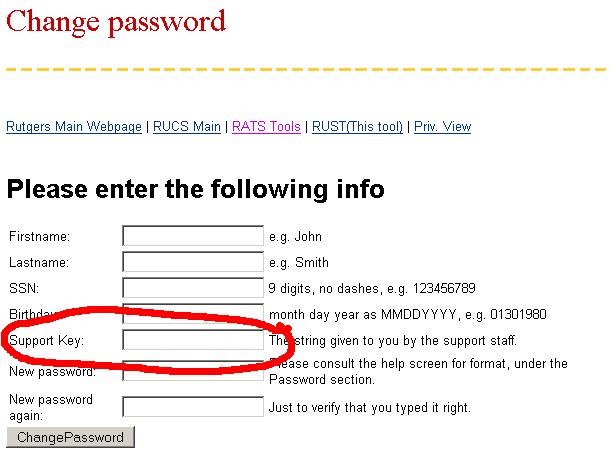 Change password
Rutgers Main Webpage | RUCS Main | RATS Tools | RUST(This tool) | Priv. View
Please enter the following info
Firstname: e.g. John
Lastname: e.g. Smith
SSN: 9 digits, no dashes, e.g. 123456789
Birthday: month day year as MMDDYYYY, e.g. 01301980
Support Key: The string given to you by the support staff.
New password: Please consult the help screen for format, under the
Password section.
New password
again: Just to verify that you typed it right.
ChangePassword